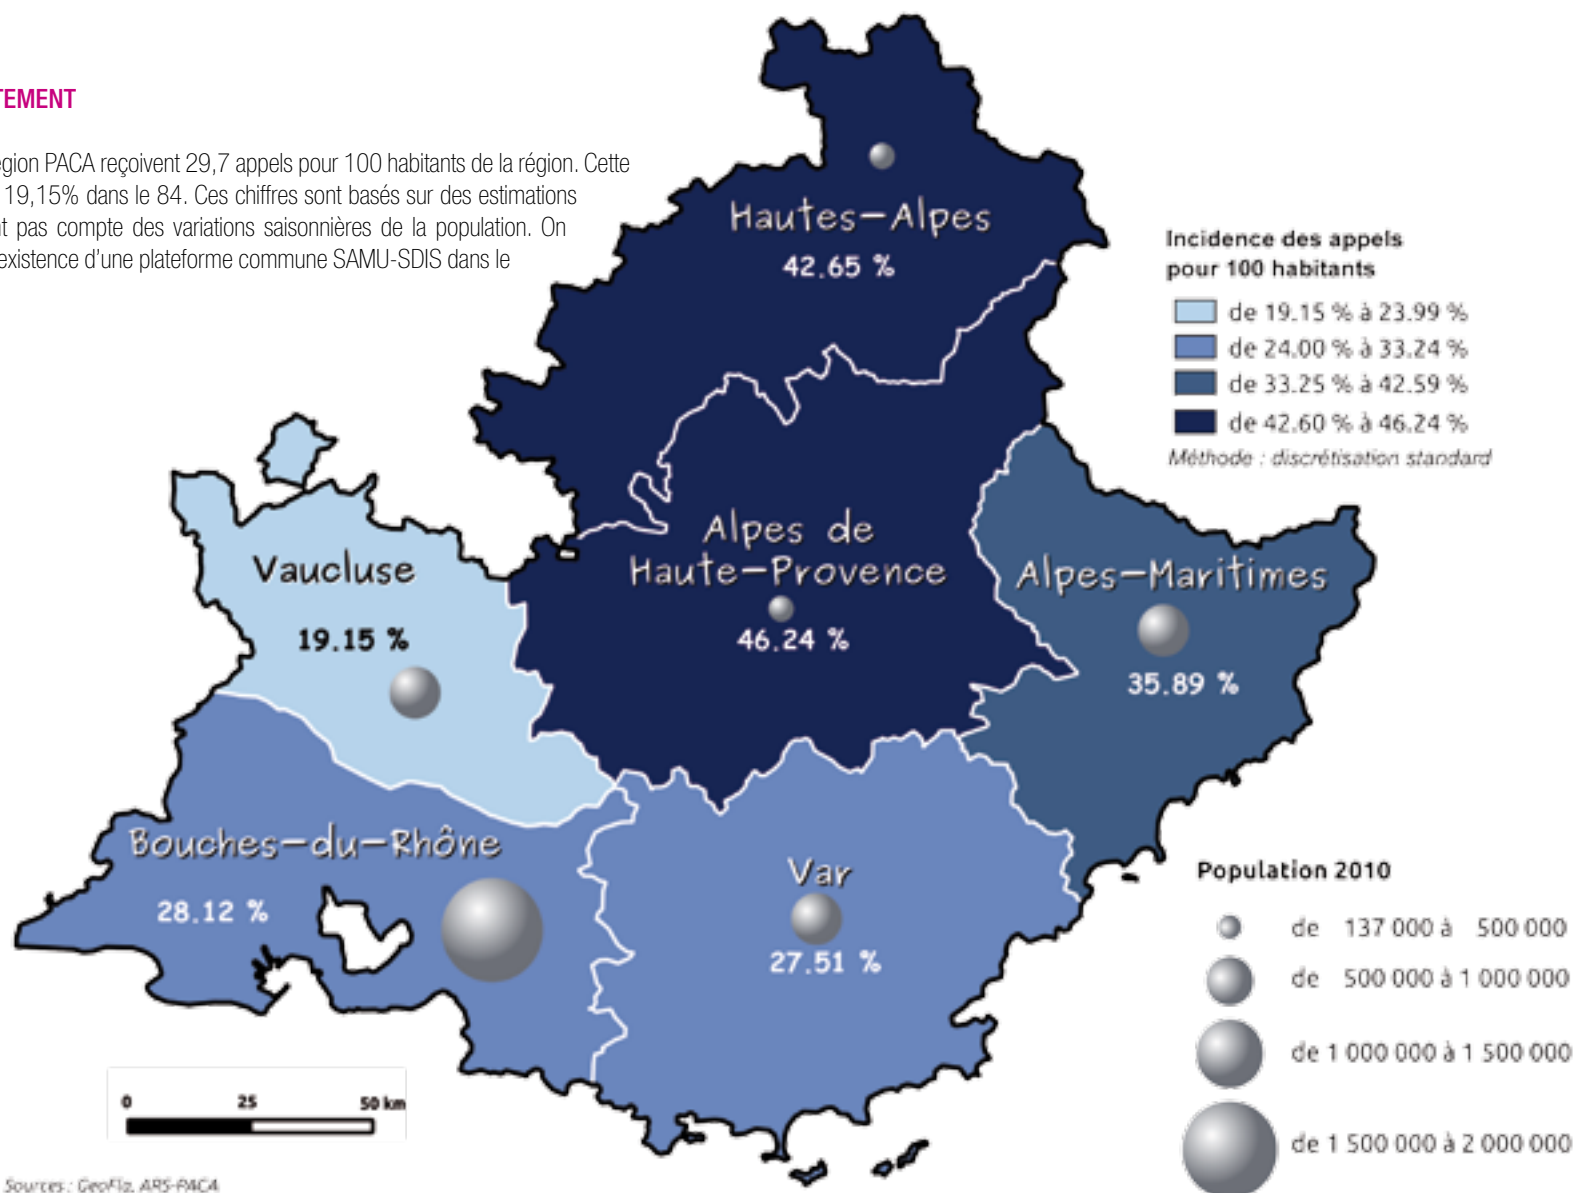 TEMENT
égion PACA reçoivent 29,7 appels pour 100 habitants de la région. Cette
19,15% dans le 84. Ces chiffres sont basés sur des estimations
nt pas compte des variations saisonnières de la population. On
existence d'une plateforme commune SAMU-SDIS dans le
Hautes-Alpes
42.65 %
Incidence des appels
pour 100 habitants
de 19.15 % à 23.99 %
de 24.00 % à 33.24 %
de 33.25 % à 42.59 %
de 42.60 % à 46.24 %
Méthode : discrétisation standard
Alpes de
Haute-Provence
46.24 %
Vaucluse
19.15 %
Alpes-Maritimes
35.89 %
Bouches-du-Rhône
28.12 %
Var
27.51 %
Population 2010
de 137 000 à 500 000
de 500 000 à 1 000 000
de 1 000 000 à 1 500 000
de 1 500 000 à 2 000 000
0 25 50 km
Sources : GeoFla, ARS-PACA